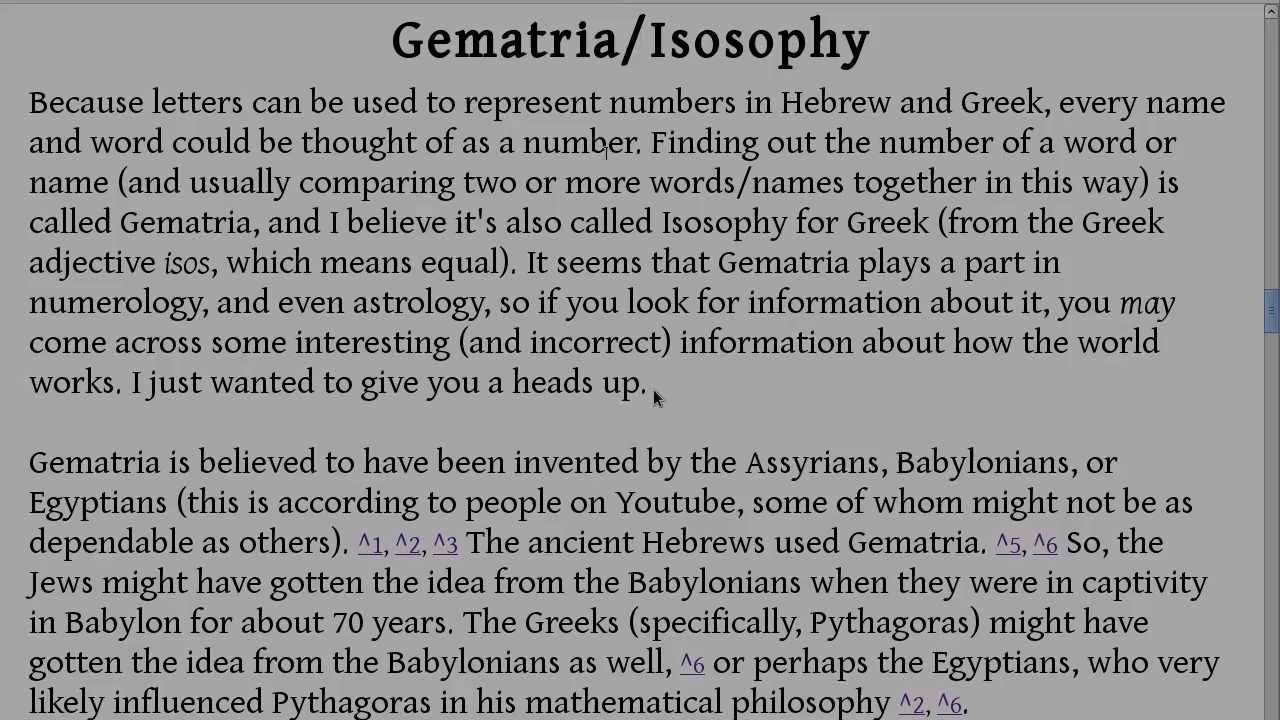 Gematria/Isosophy
Because letters can be used to represent numbers in Hebrew and Greek, every name
and word could be thought of as a number. Finding out the number of a word or
name (and usually comparing two or more words/names together in this way) is
called Gematria, and I believe it's also called Isosophy for Greek (from the Greek
adjective isos, which means equal). It seems that Gematria plays a part in
numerology, and even astrology, so if you look for information about it, you may
come across some interesting (and incorrect) information about how the world
works. I just wanted to give you a heads up.
Gematria is believed to have been invented by the Assyrians, Babylonians, or
Egyptians (this is according to people on Youtube, some of whom might not be as
dependable as others). ^1, ^2, ^3 The ancient Hebrews used Gematria. ^5, ^6 So, the
Jews might have gotten the idea from the Babylonians when they were in captivity
in Babylon for about 70 years. The Greeks (specifically, Pythagoras) might have
gotten the idea from the Babylonians as well, ^6 or perhaps the Egyptians, who very
likely influenced Pythagoras in his mathematical philosophy ^2, ^6.